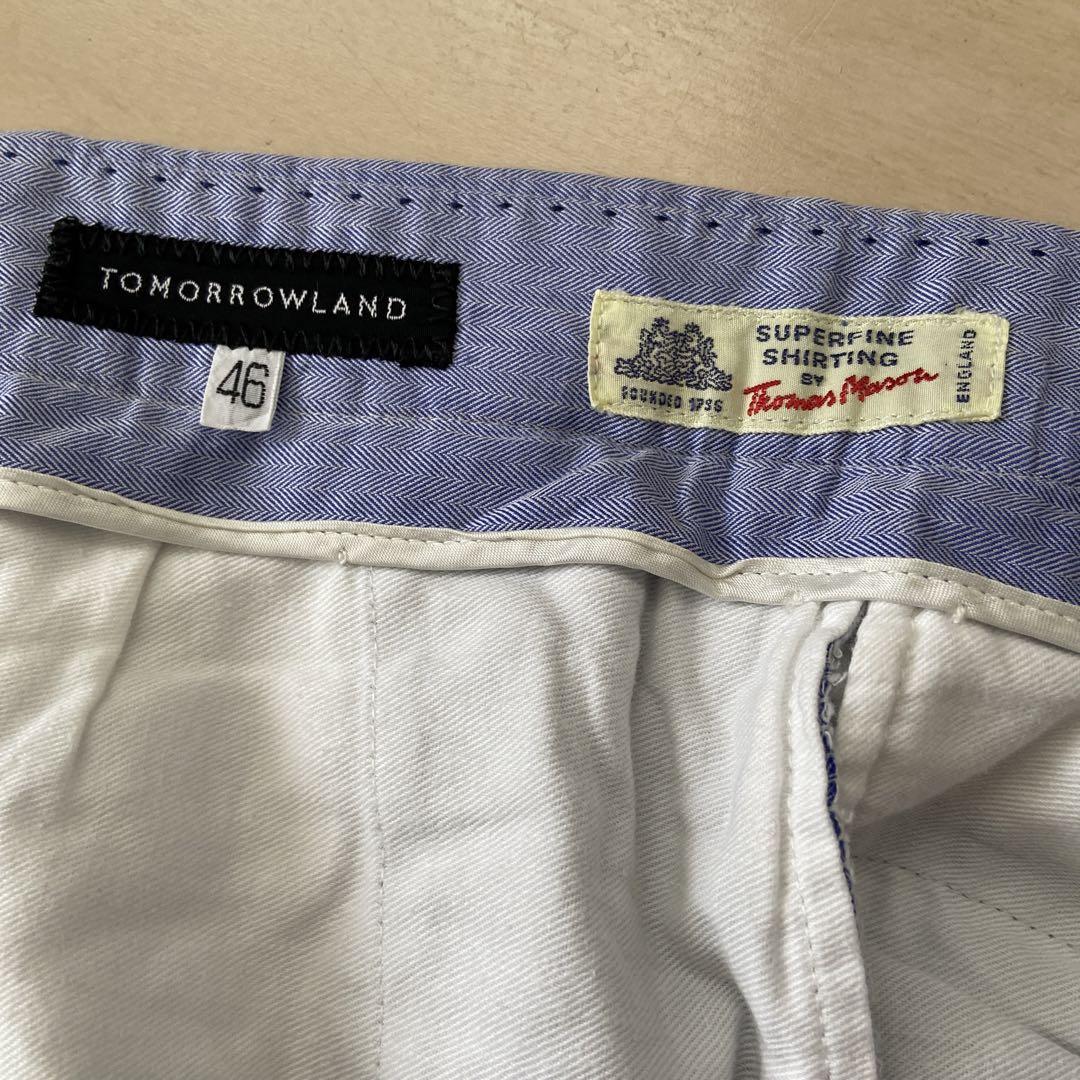 TOMORROWLAND
46
SUPERFINE
SHIRTING
BY
Thomas Mason
FOUNDED 1796
ENGLAND